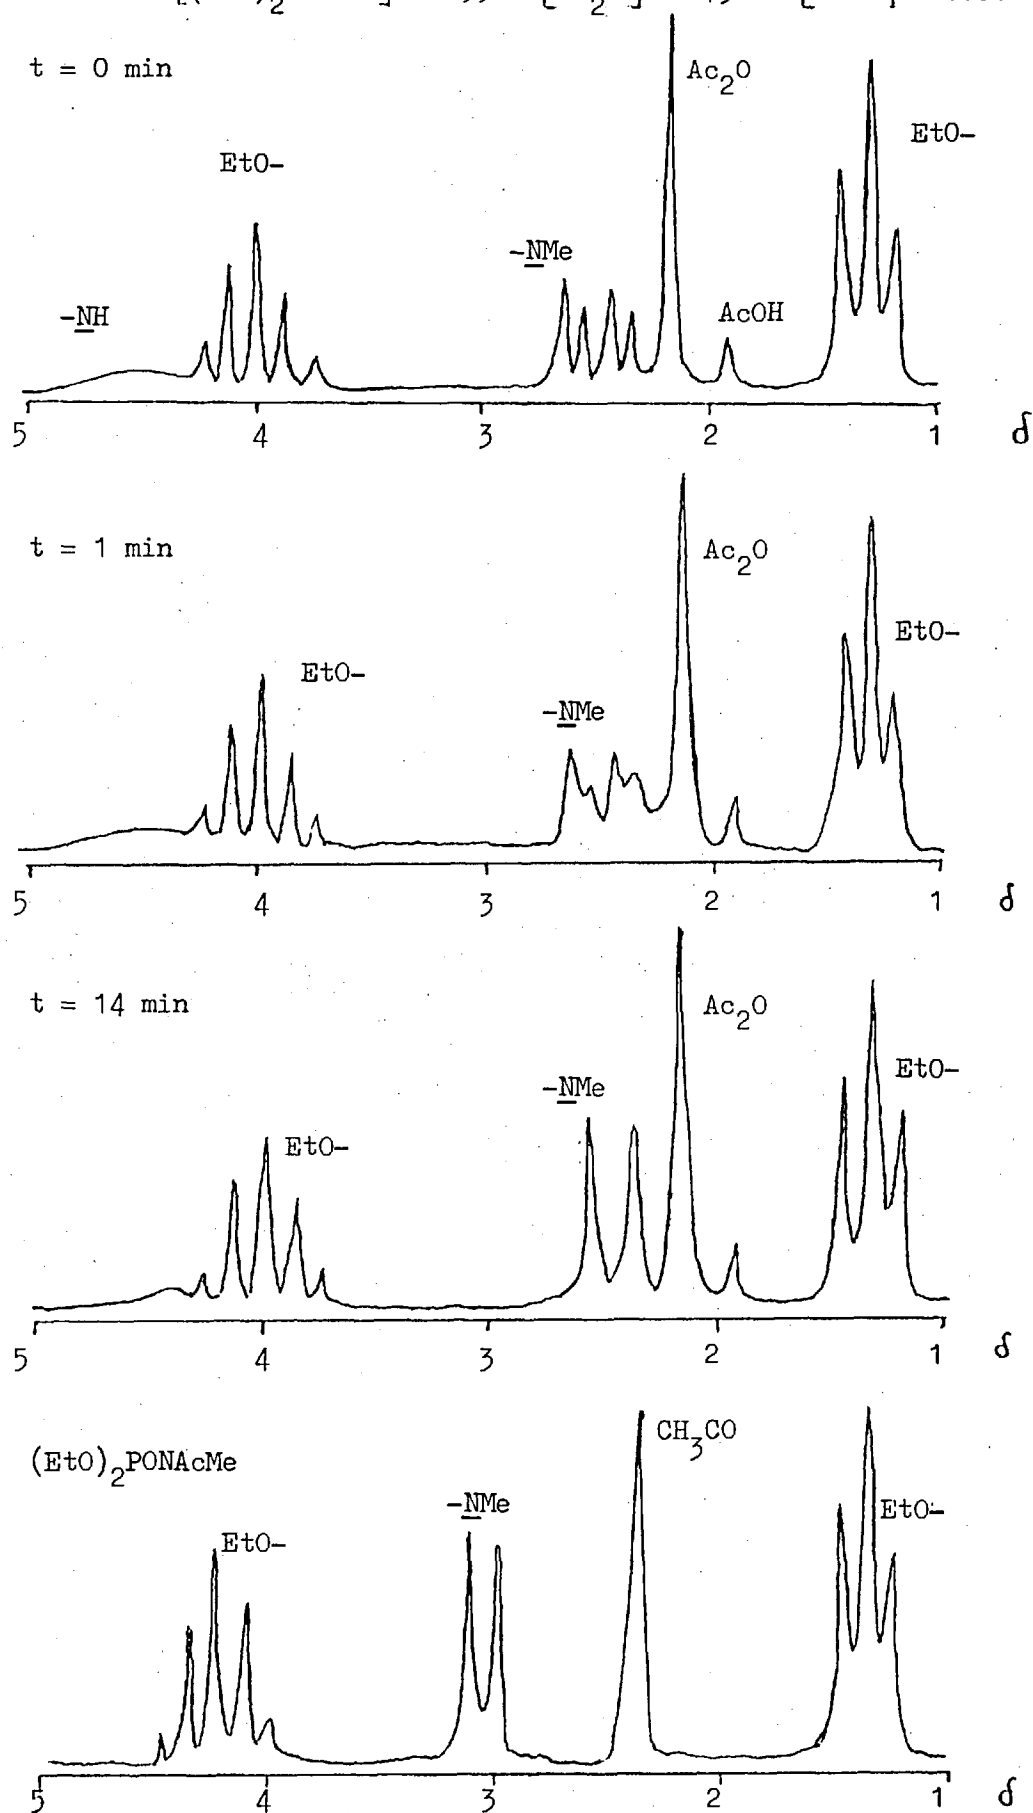 t = 0 min
Ac2O
EtO-
EtO-
-NMe
-NH
AcOH
5 4 3 2 1 δ
t = 1 min
Ac2O
EtO-
EtO-
-NMe
5 4 3 2 1 δ
t = 14 min
Ac2O
EtO-
-NMe
EtO-
5 4 3 2 1 δ
CH3CO
(EtO)2PONAcMe
-NMe
EtO-
EtO-
5 4 3 2 1 δ